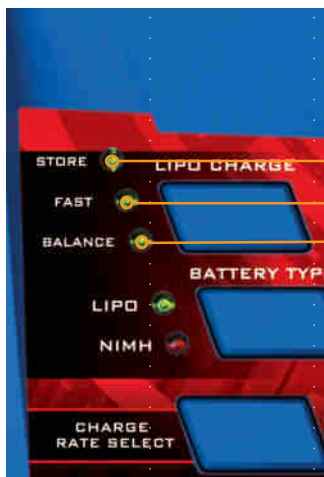 STORE
LIPO CHARGE
FAST
BALANCE
BATTERY TYP
LIPO
NIMH
CHARGE
RATE SELECT